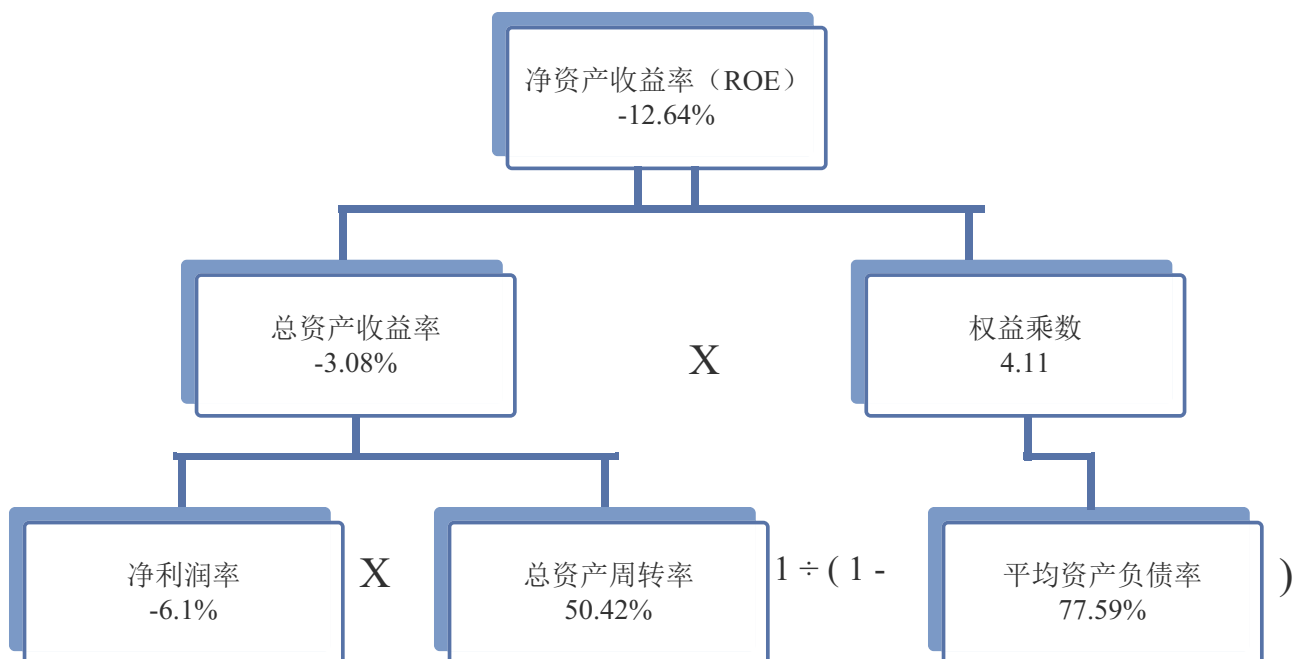 净资产收益率（ROE）
-12.64%
总资产收益率
-3.08%
X
权益乘数
4.11
净利润率
-6.1%
X
总资产周转率
50.42%
1 ÷ ( 1 -
平均资产负债率
77.59%
)